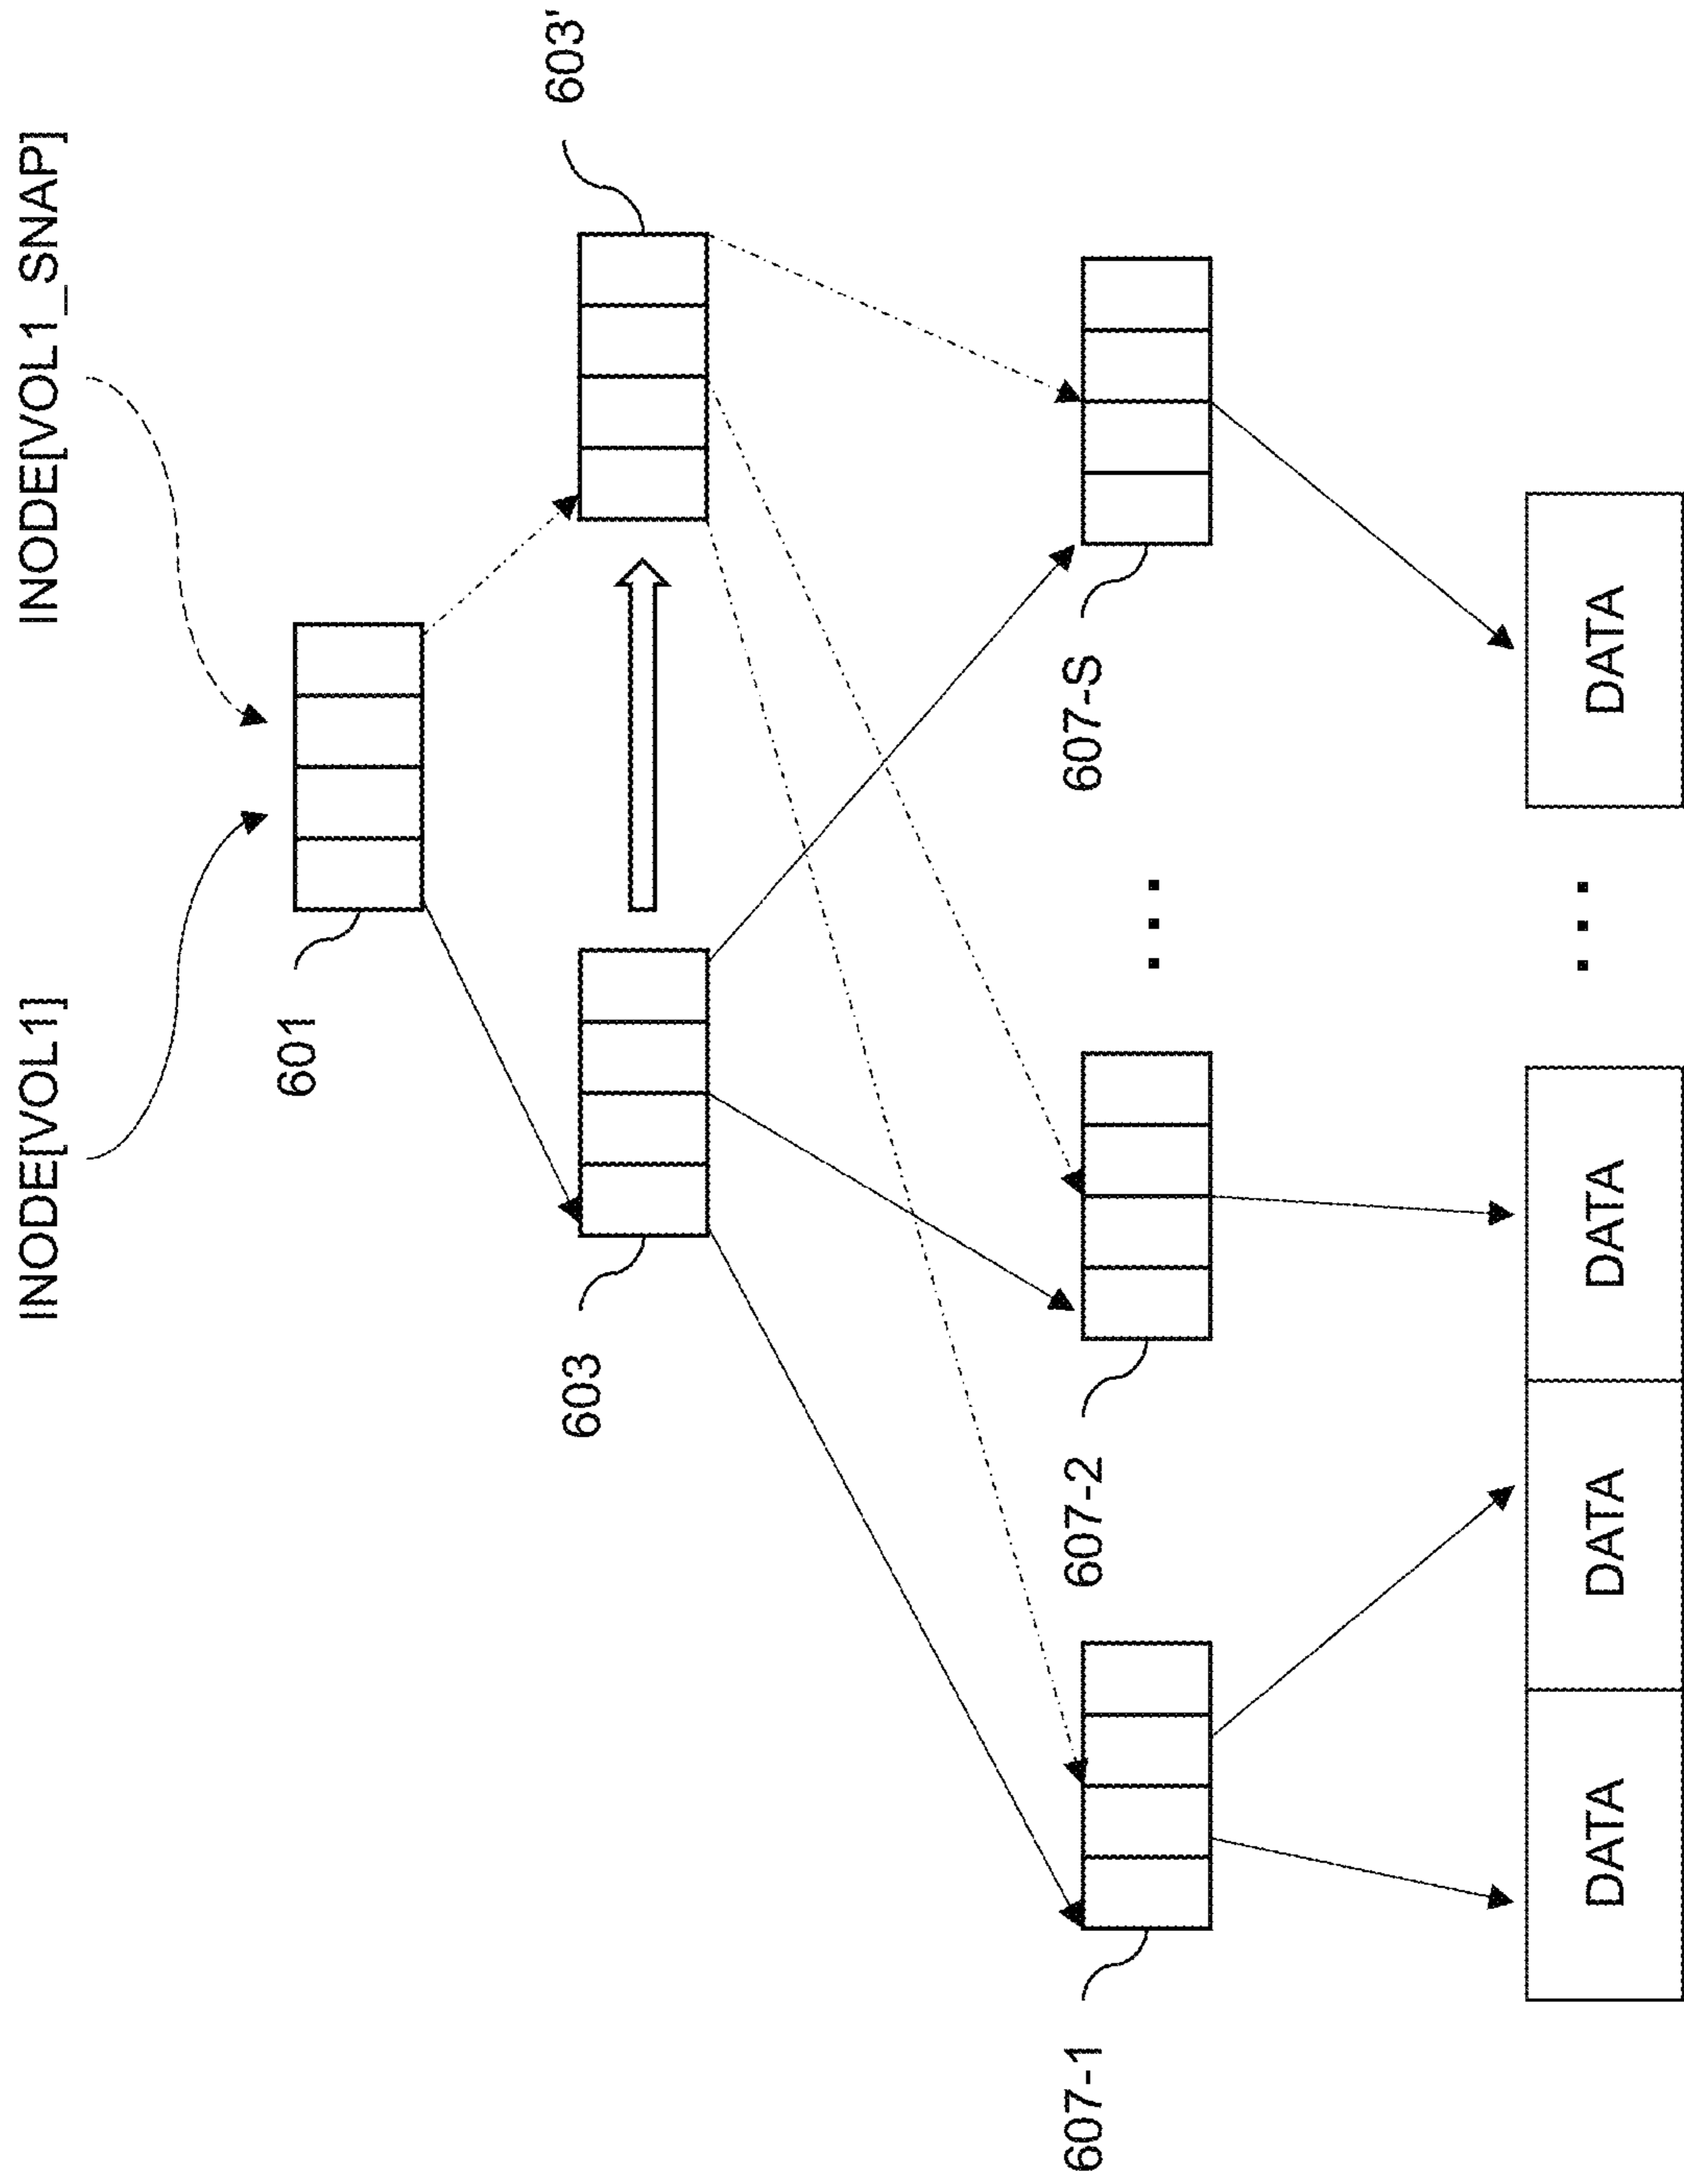 INODE[VOL1]
INODE[VOL1_SNAP]
601
603
603'
607-1
607-2
607-S
...
DATA
DATA
DATA
...
DATA